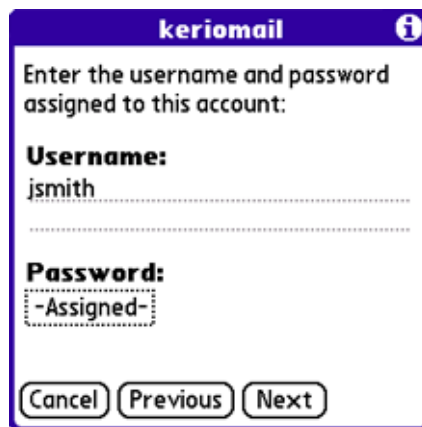 keriomail
Enter the username and password
assigned to this account:
Username:
jsmith
Password:
-Assigned-
Cancel Previous Next